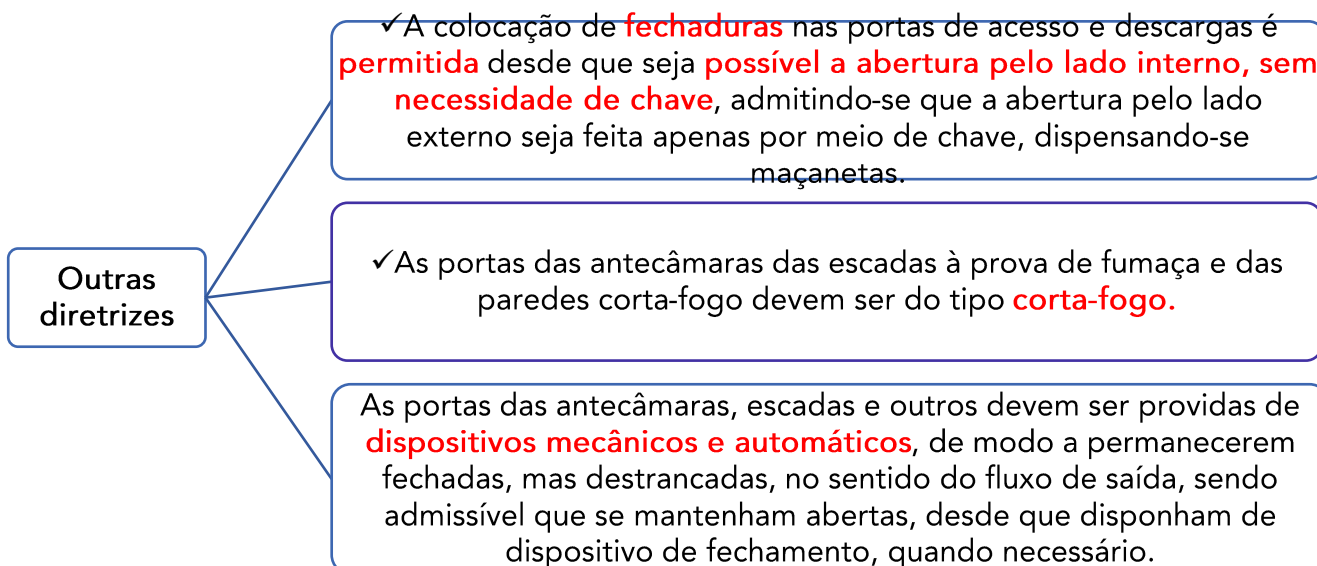 ✓A colocação de fechaduras nas portas de acesso e descargas é
permitida desde que seja possível a abertura pelo lado interno, sem
necessidade de chave, admitindo-se que a abertura pelo lado
externo seja feita apenas por meio de chave, dispensando-se
maçanetas.
Outras
diretrizes
✓As portas das antecâmaras das escadas à prova de fumaça e das
paredes corta-fogo devem ser do tipo corta-fogo.
As portas das antecâmaras, escadas e outros devem ser providas de
dispositivos mecânicos e automáticos, de modo a permanecerem
fechadas, mas destrancadas, no sentido do fluxo de saída, sendo
admissível que se mantenham abertas, desde que disponham de
dispositivo de fechamento, quando necessário.